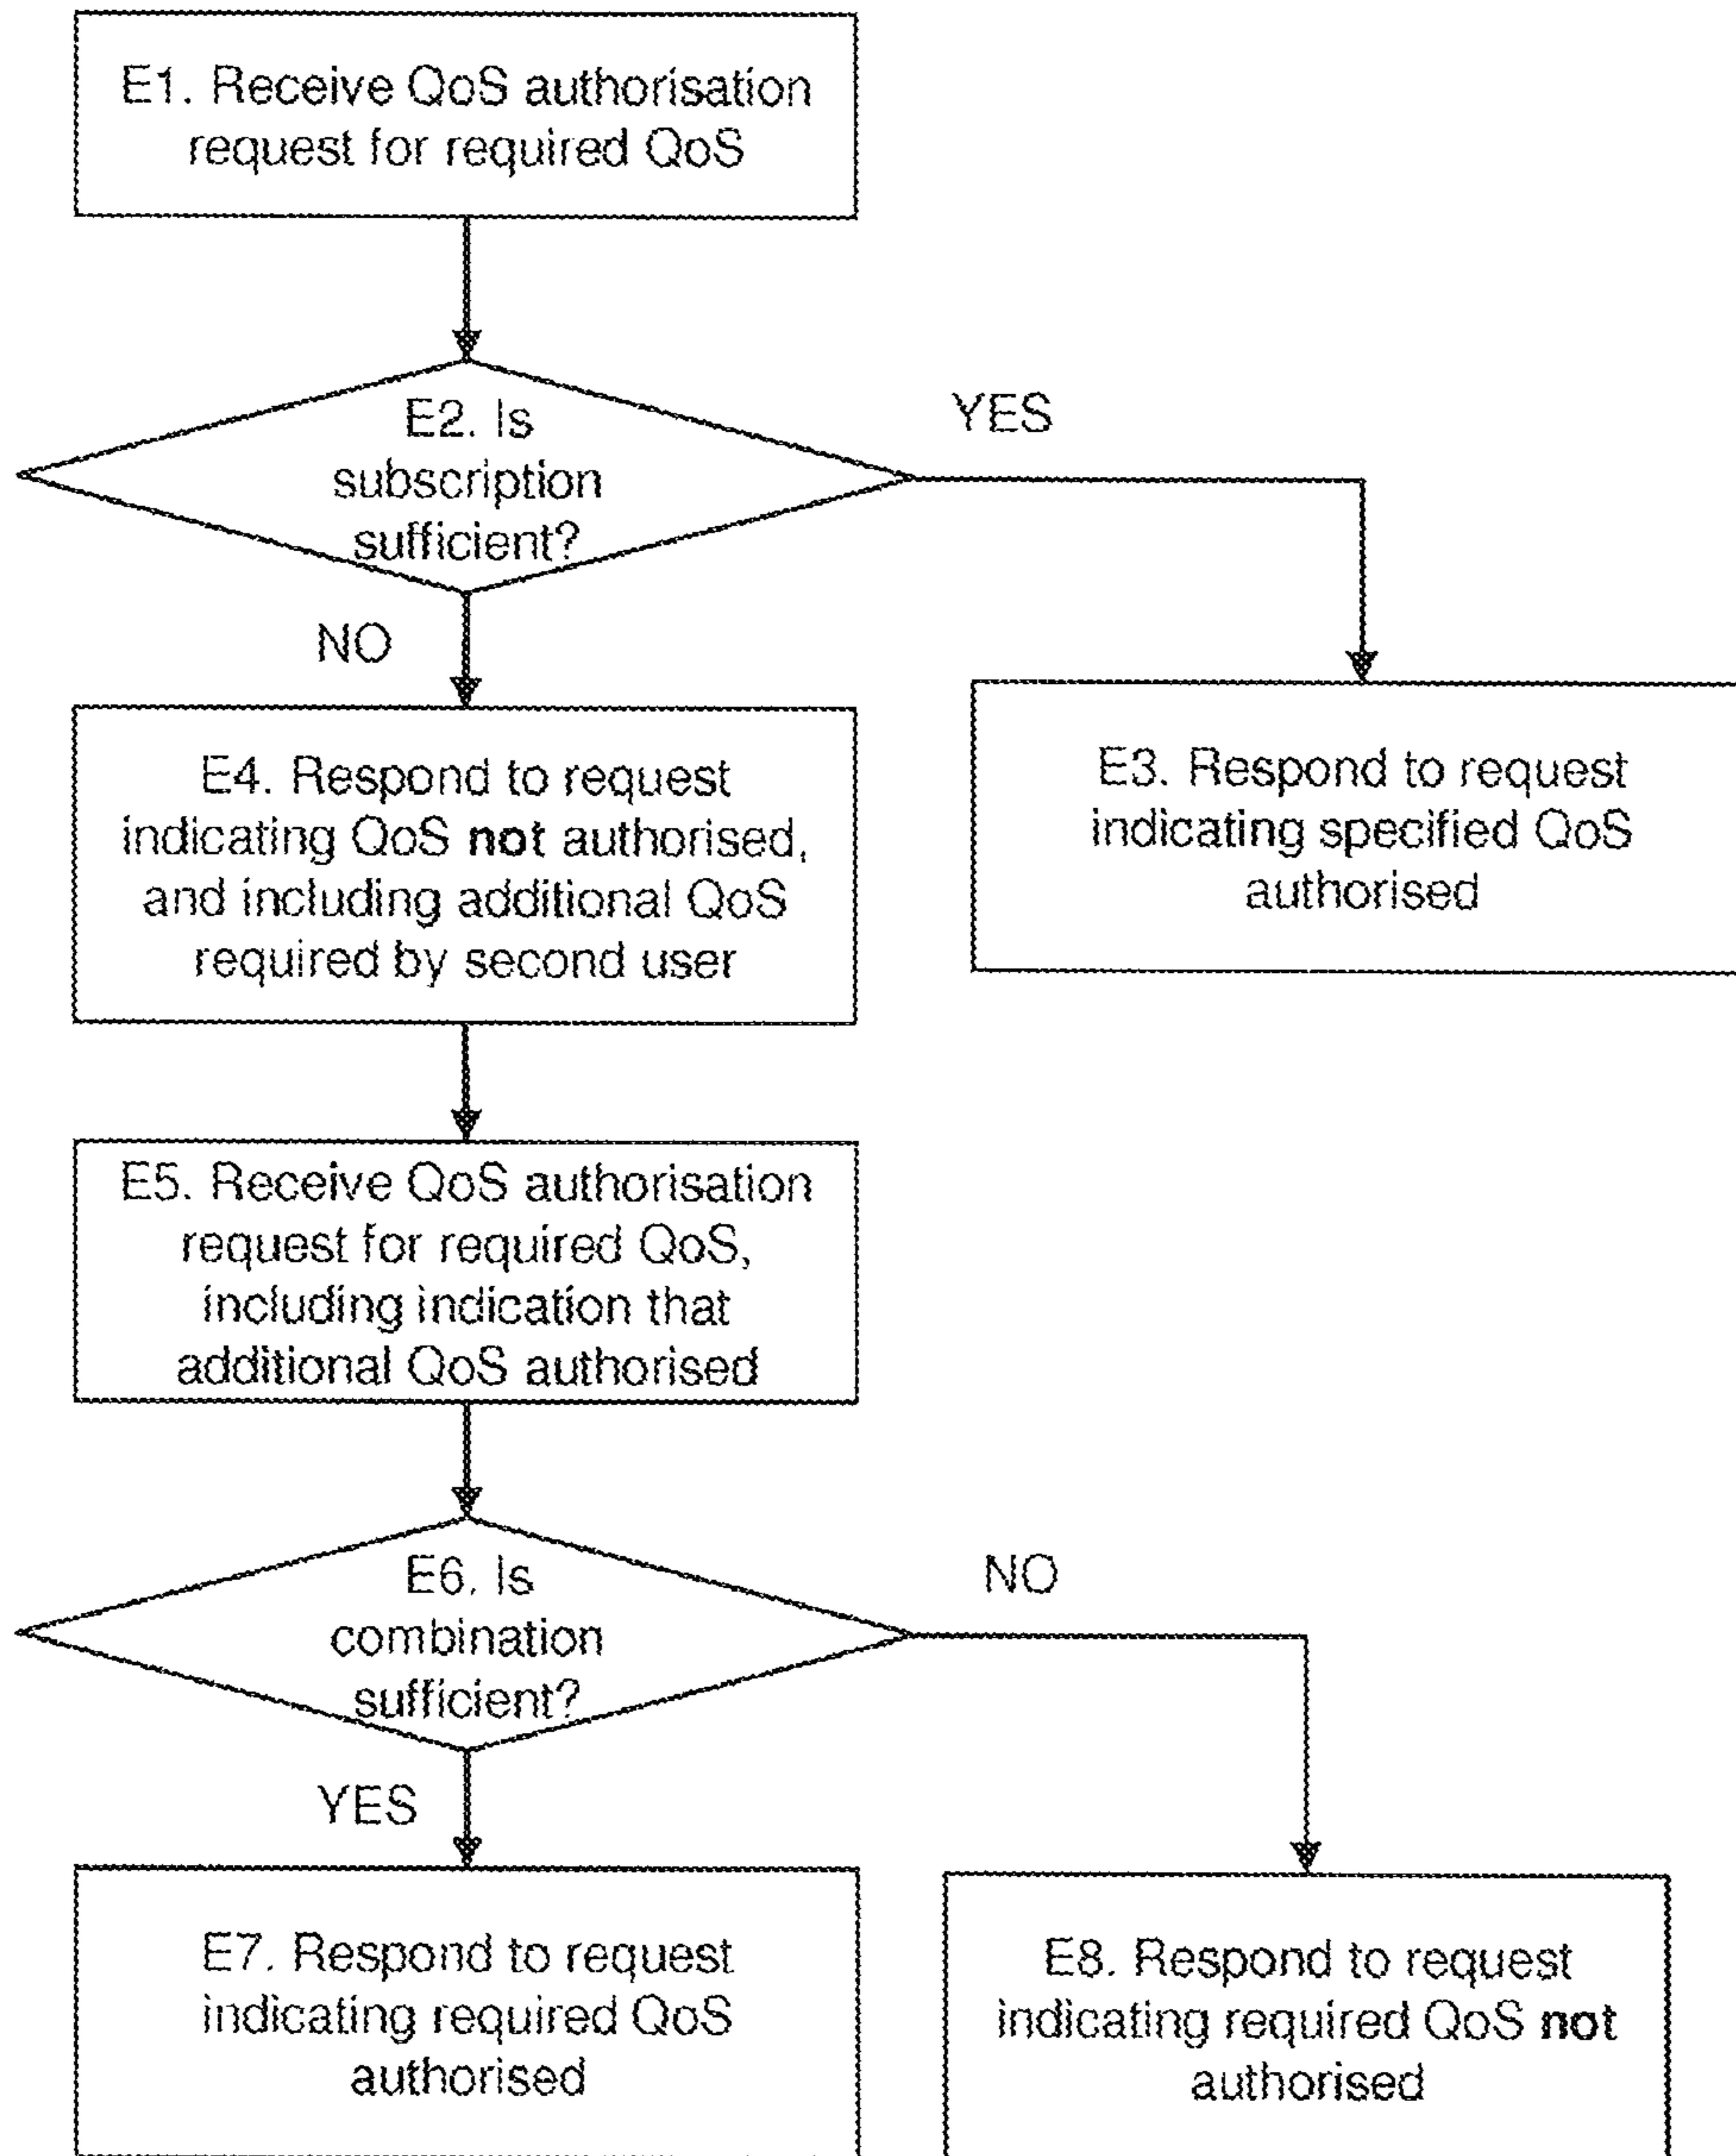 E1. Receive QoS authorisation
request for required QoS
E2. Is
subscription
sufficient?
YES
NO
E4. Respond to request
indicating QoS not authorised,
and including additional QoS
required by second user
E3. Respond to request
indicating specified QoS
authorised
E5. Receive QoS authorisation
request for required QoS,
including indication that
additional QoS authorised
E6. Is
combination
sufficient?
NO
YES
E7. Respond to request
indicating required QoS
authorised
E8. Respond to request
indicating required QoS not
authorised